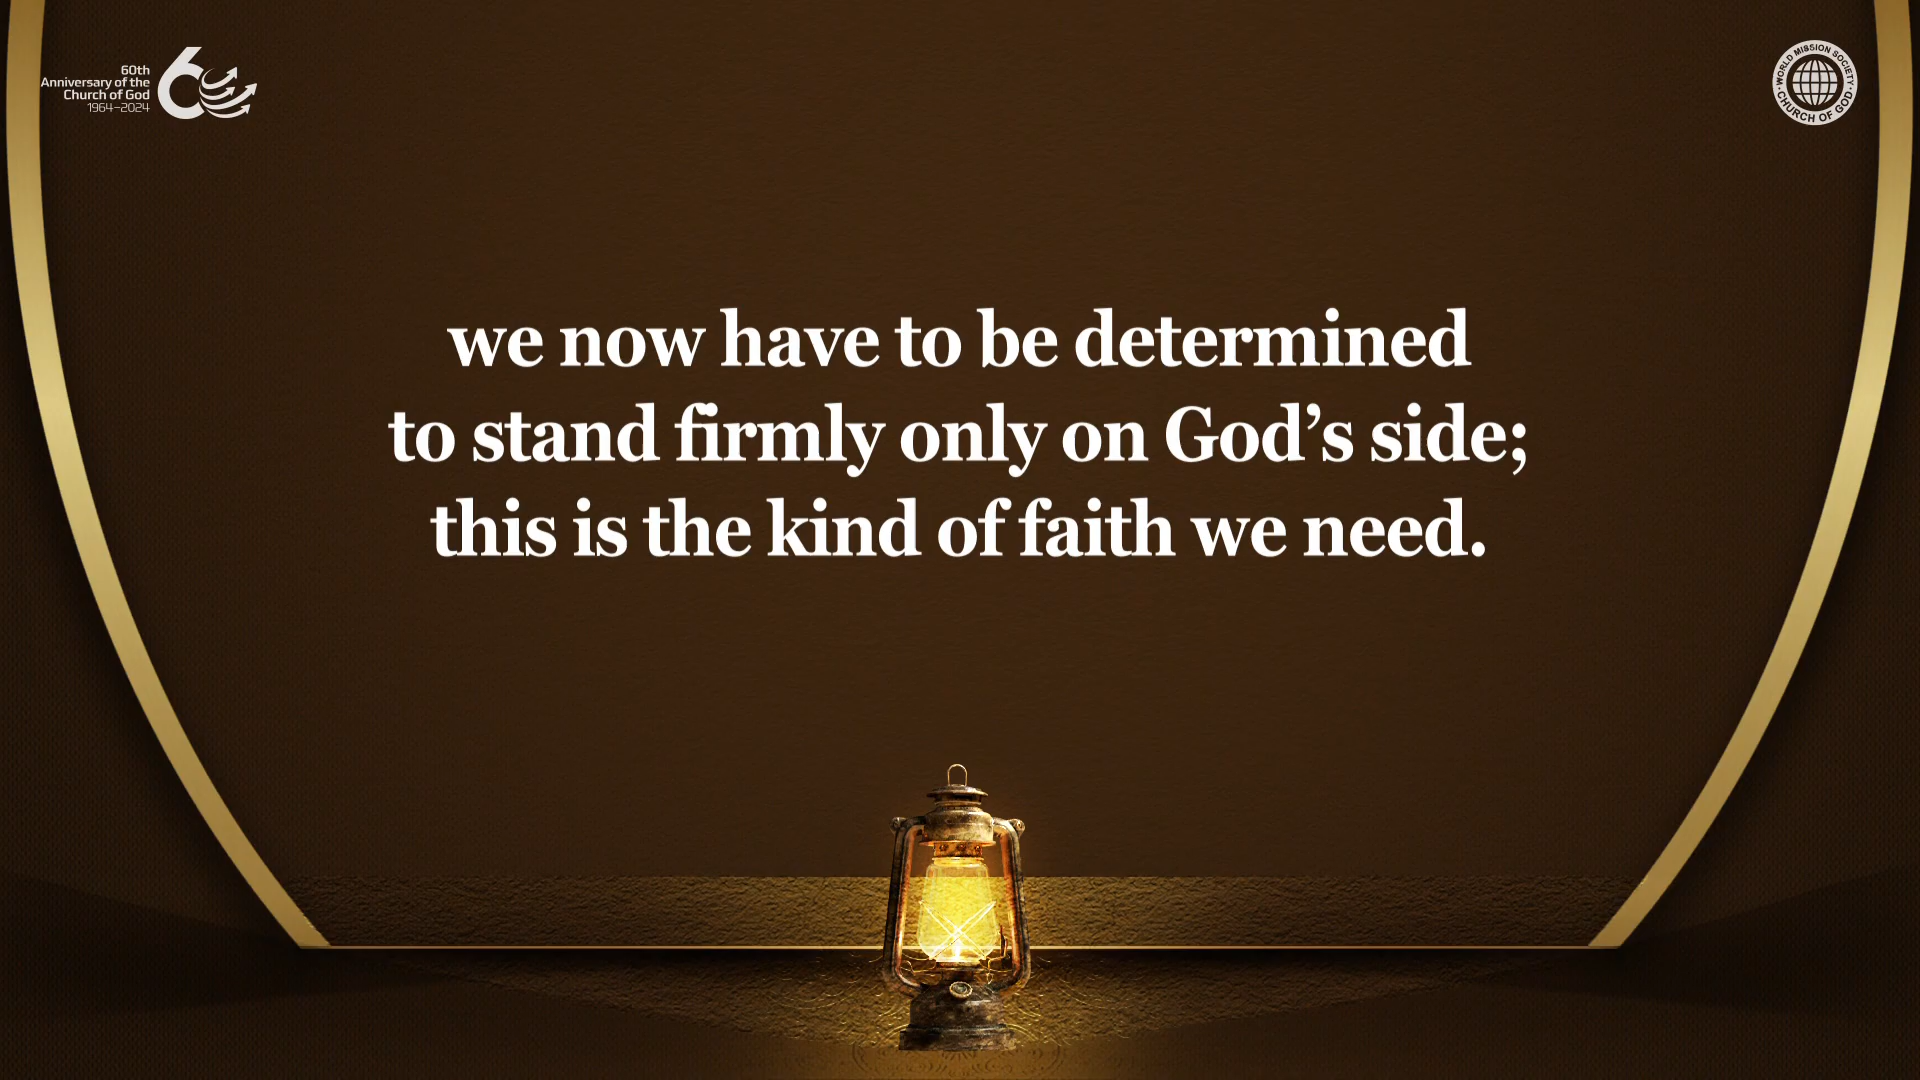 60th
Anniversary of the
Church of God
1964–2024
60
WORLD MISSION SOCIETY
CHURCH OF GOD
we now have to be determined
to stand firmly only on God’s side;
this is the kind of faith we need.